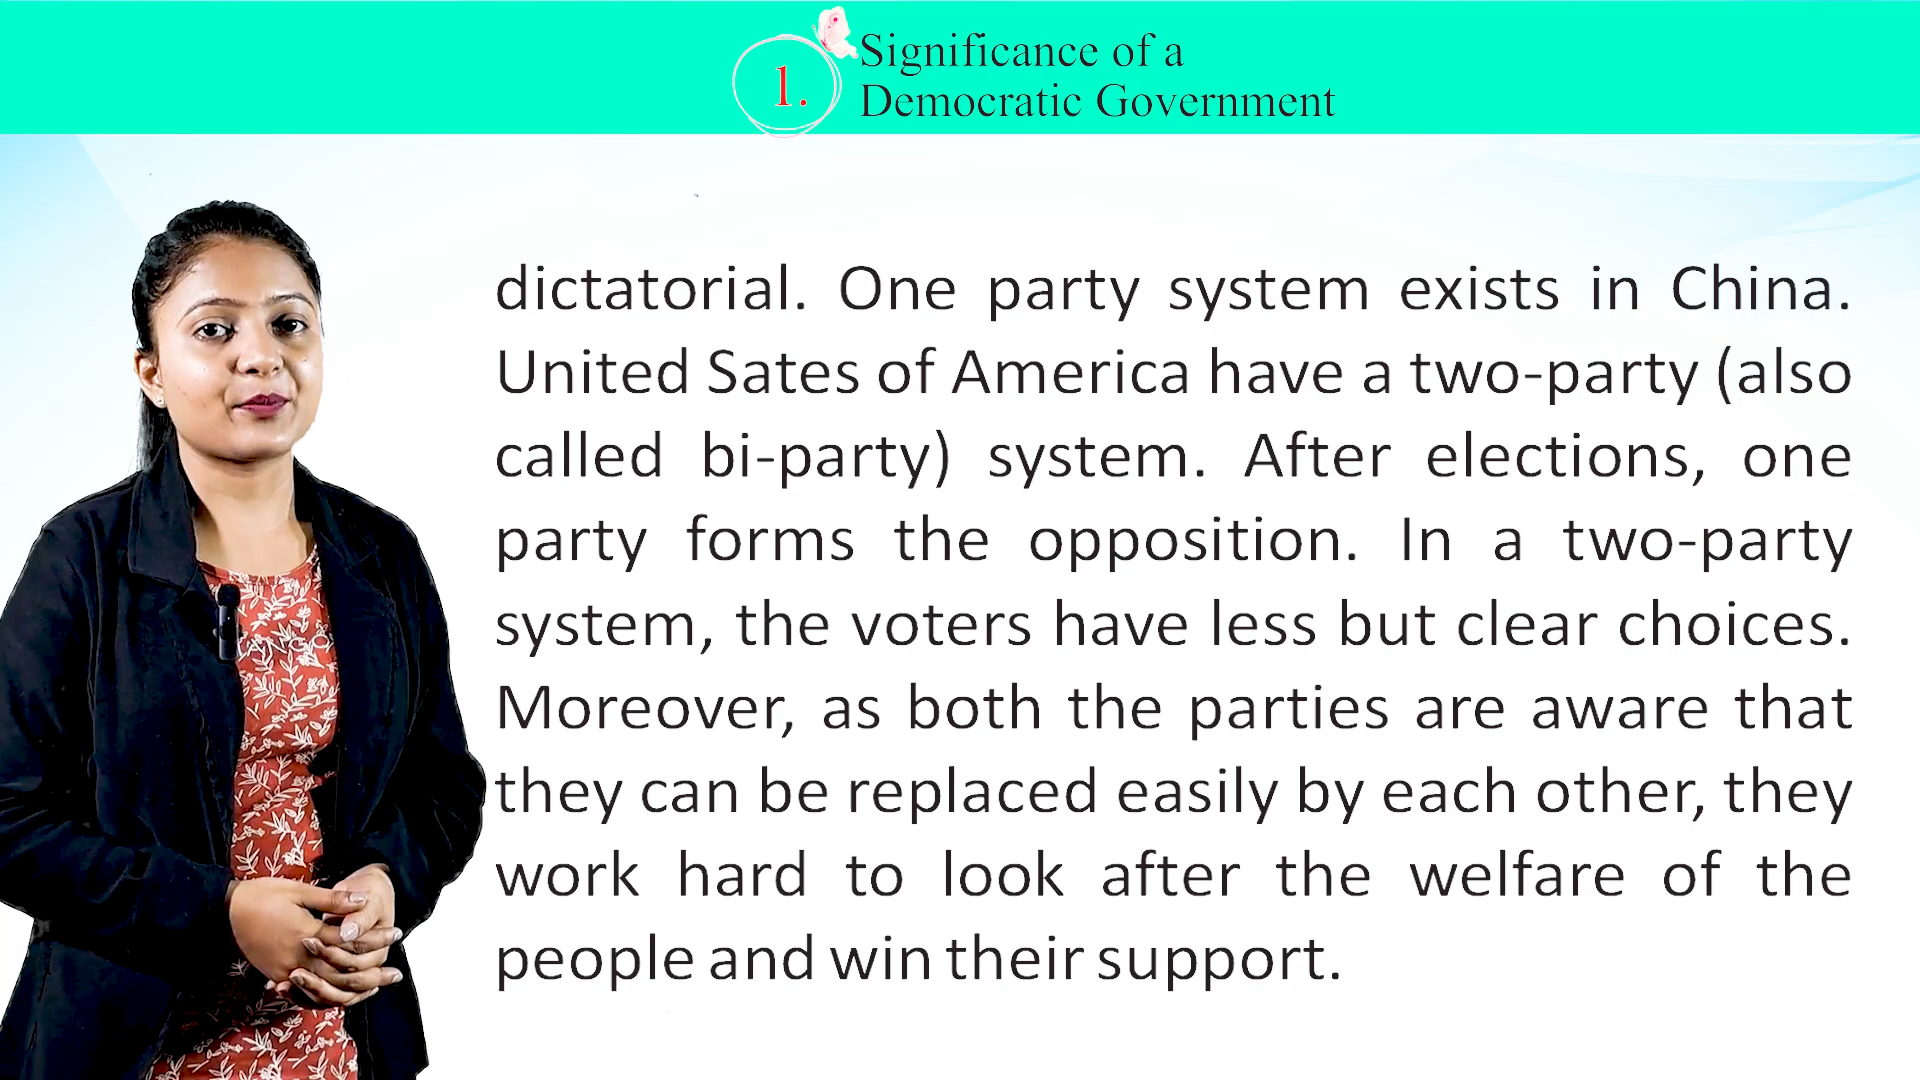 1.
Significance of a
Democratic Government
dictatorial. One party system exists in China.
United Sates of America have a two-party (also
called bi-party) system. After elections, one
party forms the opposition. In a two-party
system, the voters have less but clear choices.
Moreover, as both the parties are aware that
they can be replaced easily by each other, they
work hard to look after the welfare of the
people and win their support.